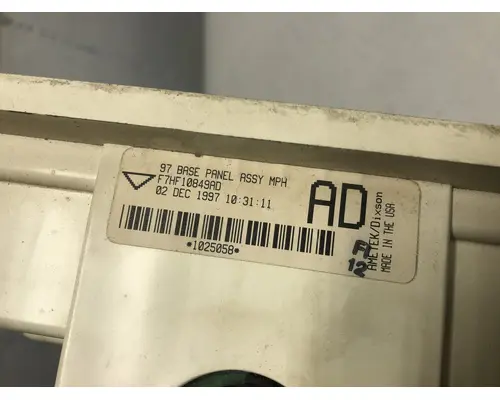 97 BASE PANEL ASSY MPH
F7HF10849AD
02 DEC 1997 10:31:11
*1025058*
AD
12
AMETEK/Dixson
MADE IN THE USA